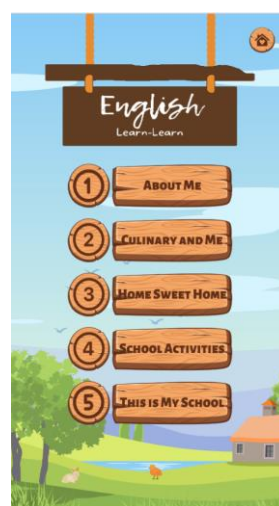 English
Learn-Learn
1 ABOUT ME
2 CULINARY AND ME
3 HOME SWEET HOME
4 SCHOOL ACTIVITIES
5 THIS IS MY SCHOOL